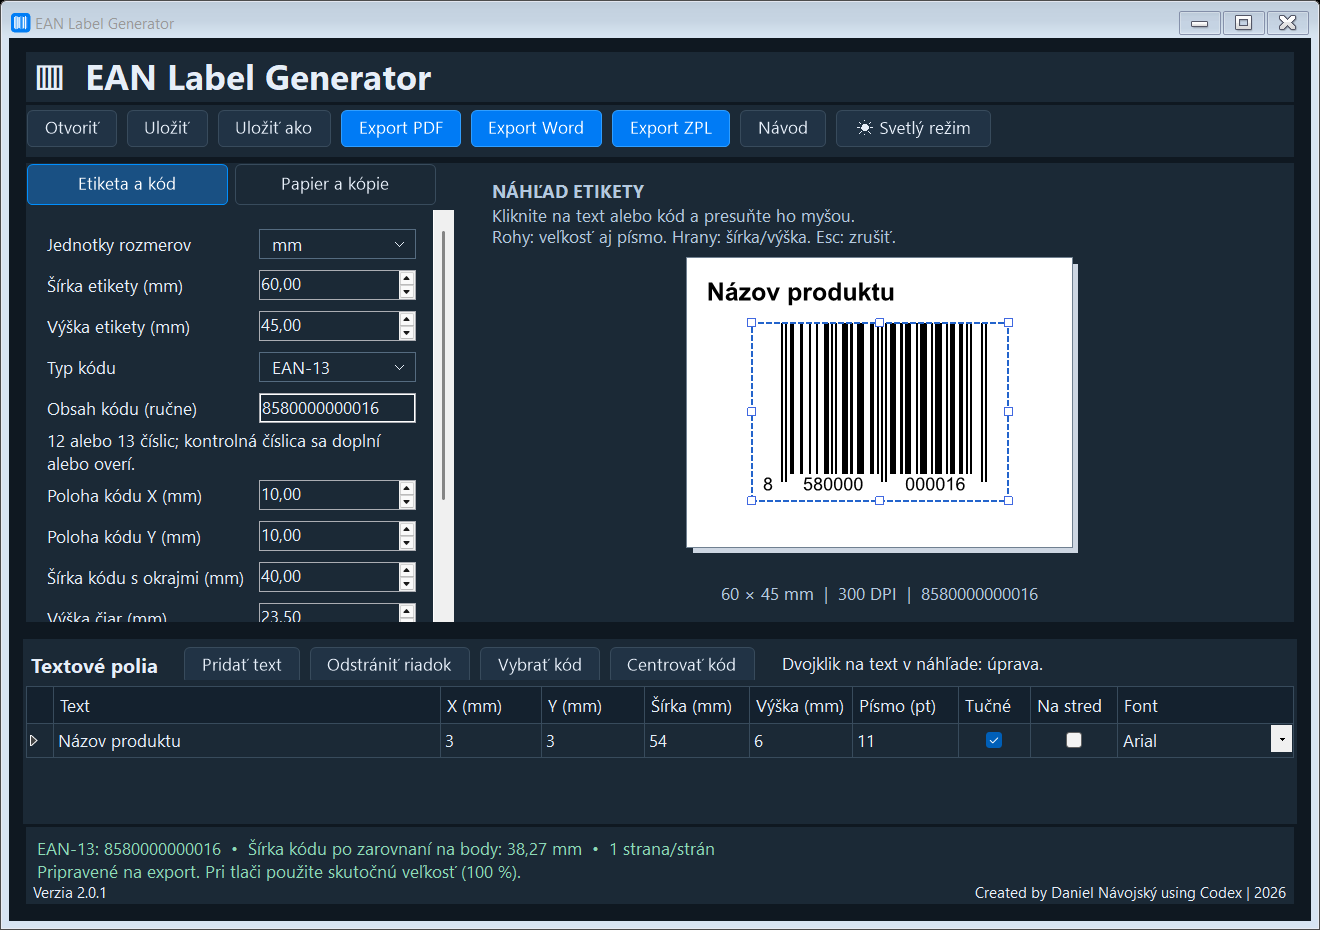 EAN Label Generator
EAN Label Generator
Otvoriť
Uložiť
Uložiť ako
Export PDF
Export Word
Export ZPL
Návod
Svetlý režim
Etiketa a kód
Papier a kópie
Jednotky rozmerov
mm
Šírka etikety (mm)
60,00
Výška etikety (mm)
45,00
Typ kódu
EAN-13
Obsah kódu (ručne)
8580000000016
12 alebo 13 číslic; kontrolná číslica sa doplní
alebo overí.
Poloha kódu X (mm)
10,00
Poloha kódu Y (mm)
10,00
Šírka kódu s okrajmi (mm)
40,00
Výška čiar (mm)
23,50
NÁHĽAD ETIKETY
Kliknite na text alebo kód a presuňte ho myšou.
Rohy: veľkosť aj písmo. Hrany: šírka/výška. Esc: zrušiť.
Názov produktu
8 580000 000016
60 × 45 mm | 300 DPI | 8580000000016
Textové polia
Pridať text
Odstrániť riadok
Vybrať kód
Centrovať kód
Dvojklik na text v náhľade: úprava.
Text X (mm) Y (mm) Šírka (mm) Výška (mm) Písmo (pt) Tučné Na stred Font
Názov produktu 3 3 54 6 11 Arial
EAN-13: 8580000000016 • Šírka kódu po zarovnaní na body: 38,27 mm • 1 strana/strán
Pripravené na export. Pri tlači použite skutočnú veľkosť (100 %).
Verzia 2.0.1
Created by Daniel Návojský using Codex | 2026